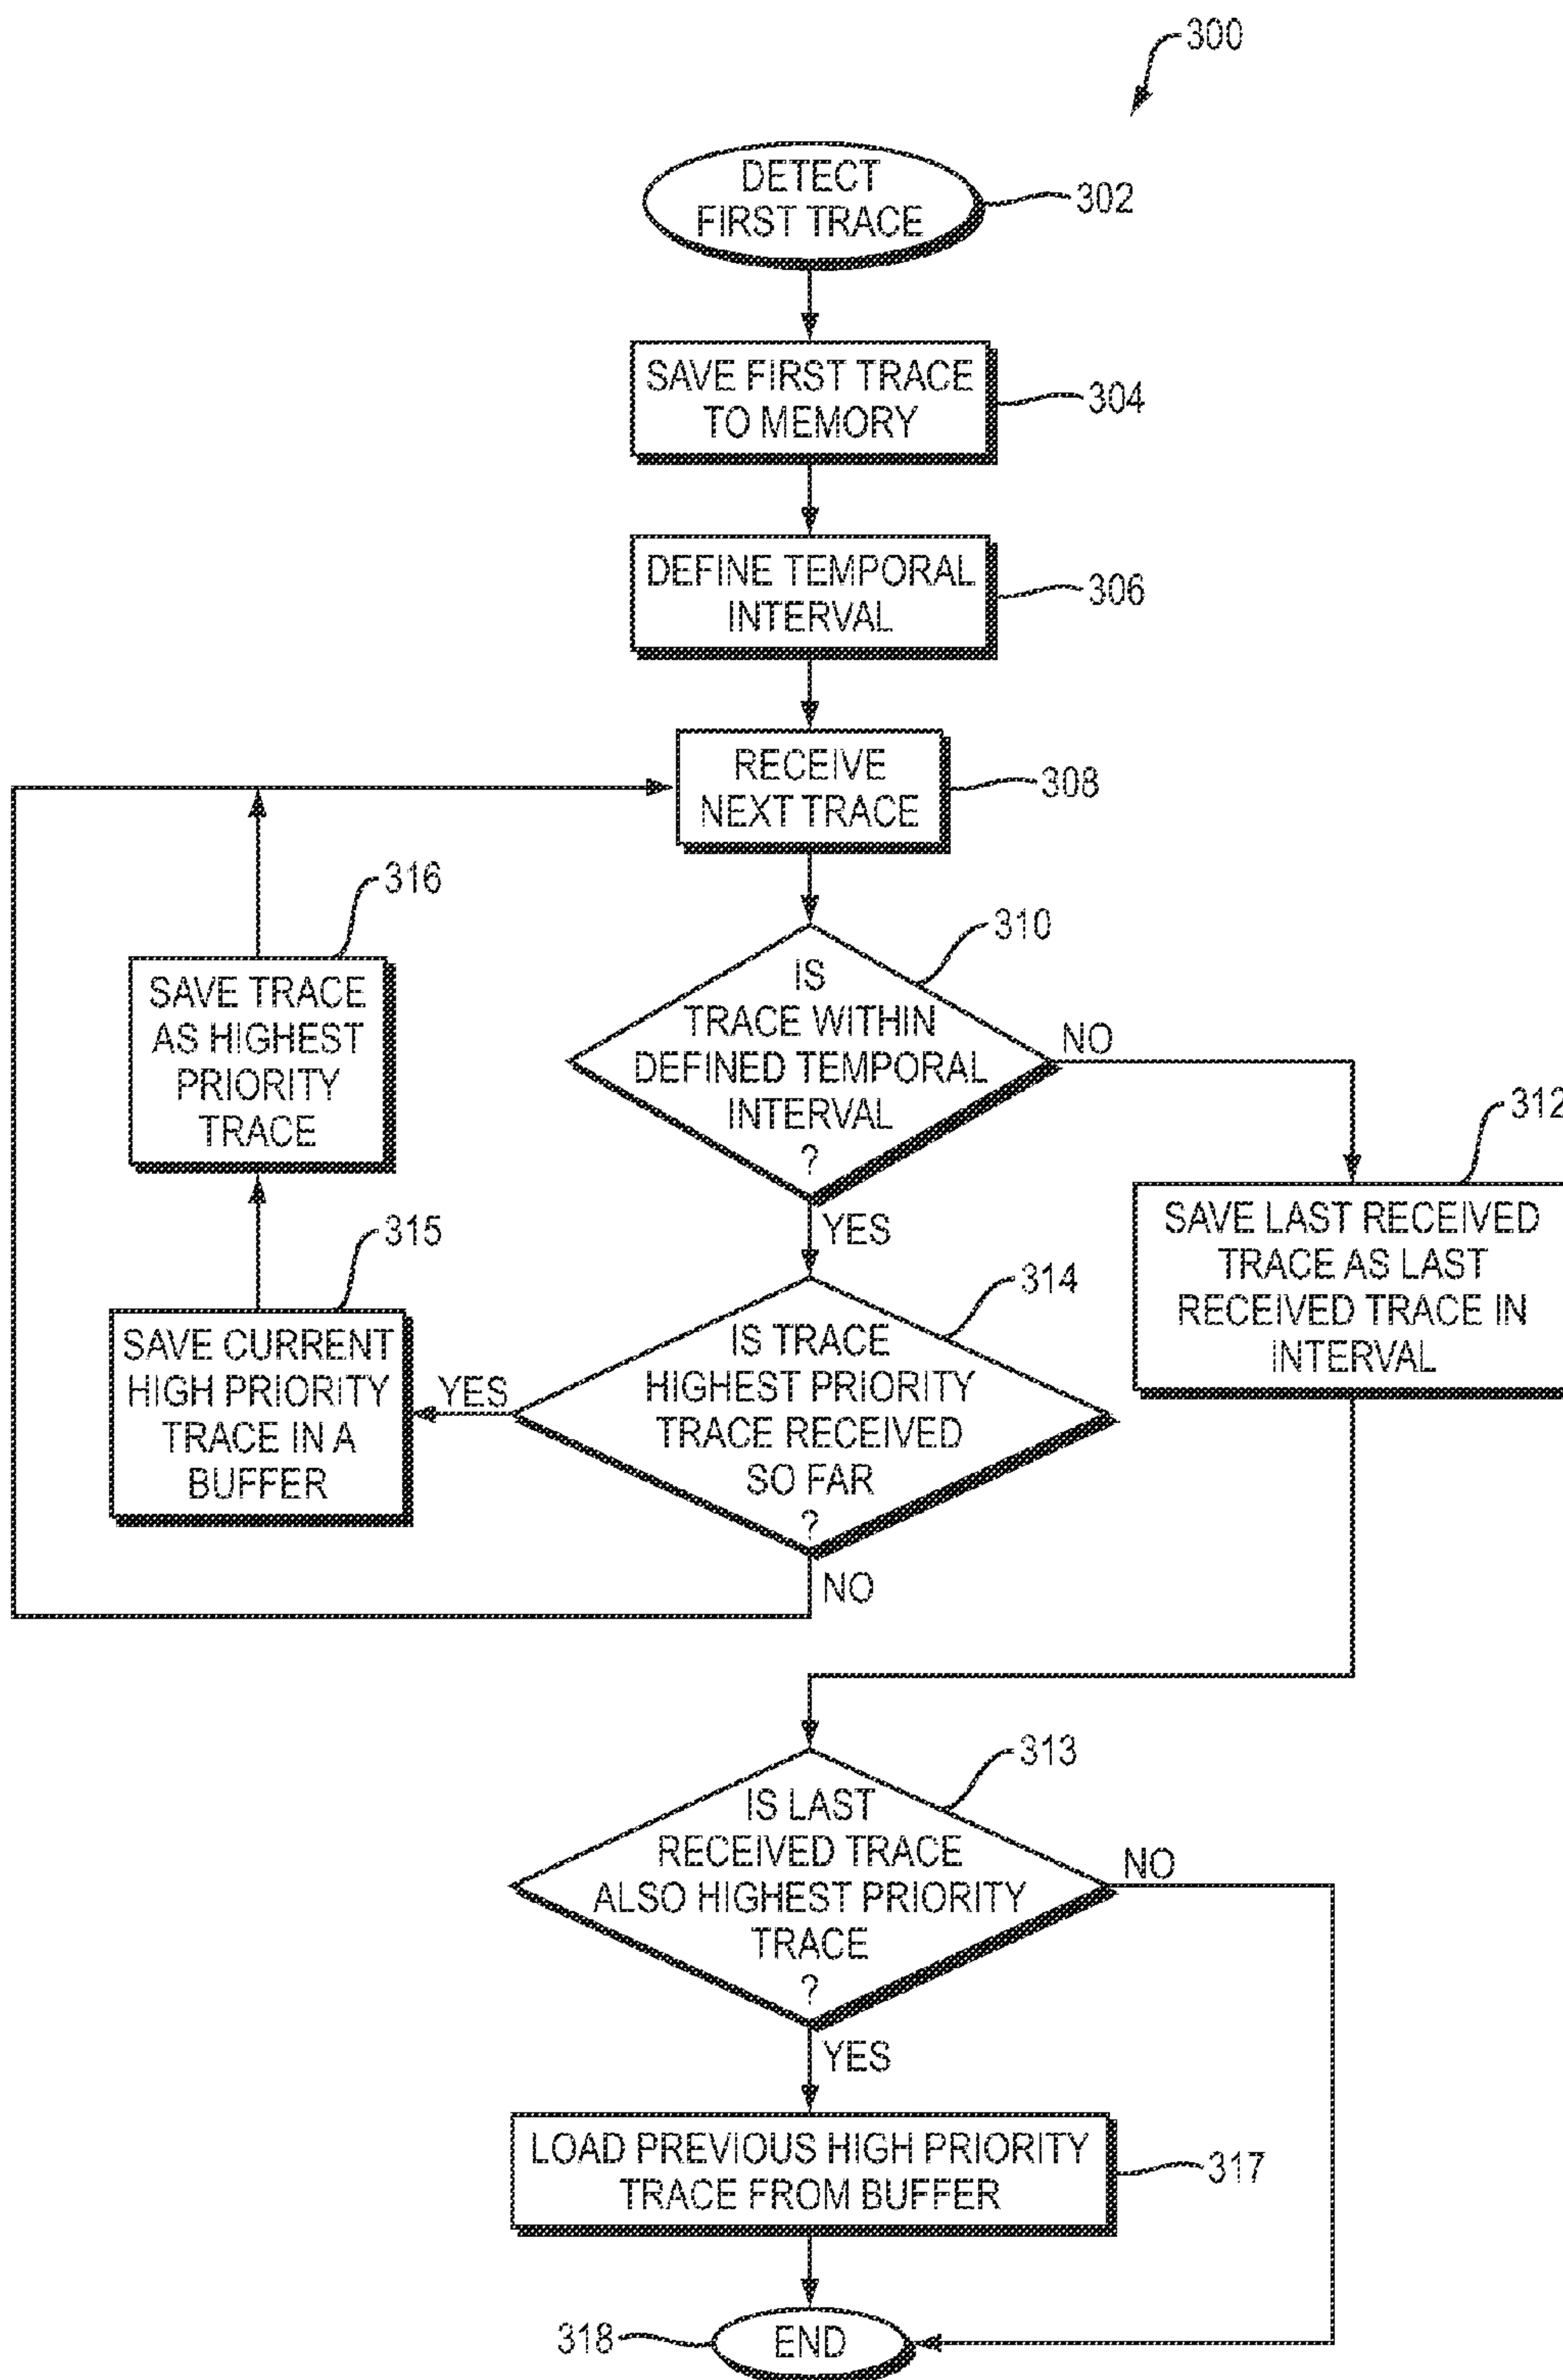 300
DETECT
FIRST TRACE
302
SAVE FIRST TRACE
TO MEMORY
304
DEFINE TEMPORAL
INTERVAL
306
RECEIVE
NEXT TRACE
308
316
SAVE TRACE
AS HIGHEST
PRIORITY
TRACE
310
IS
TRACE WITHIN
DEFINED TEMPORAL
INTERVAL
?
NO
YES
312
SAVE LAST RECEIVED
TRACE AS LAST
RECEIVED TRACE IN
INTERVAL
315
SAVE CURRENT
HIGH PRIORITY
TRACE IN A
BUFFER
YES
314
IS TRACE
HIGHEST PRIORITY
TRACE RECEIVED
SO FAR
?
NO
313
IS LAST
RECEIVED TRACE
ALSO HIGHEST PRIORITY
TRACE
?
NO
YES
LOAD PREVIOUS HIGH PRIORITY
TRACE FROM BUFFER
317
318
END